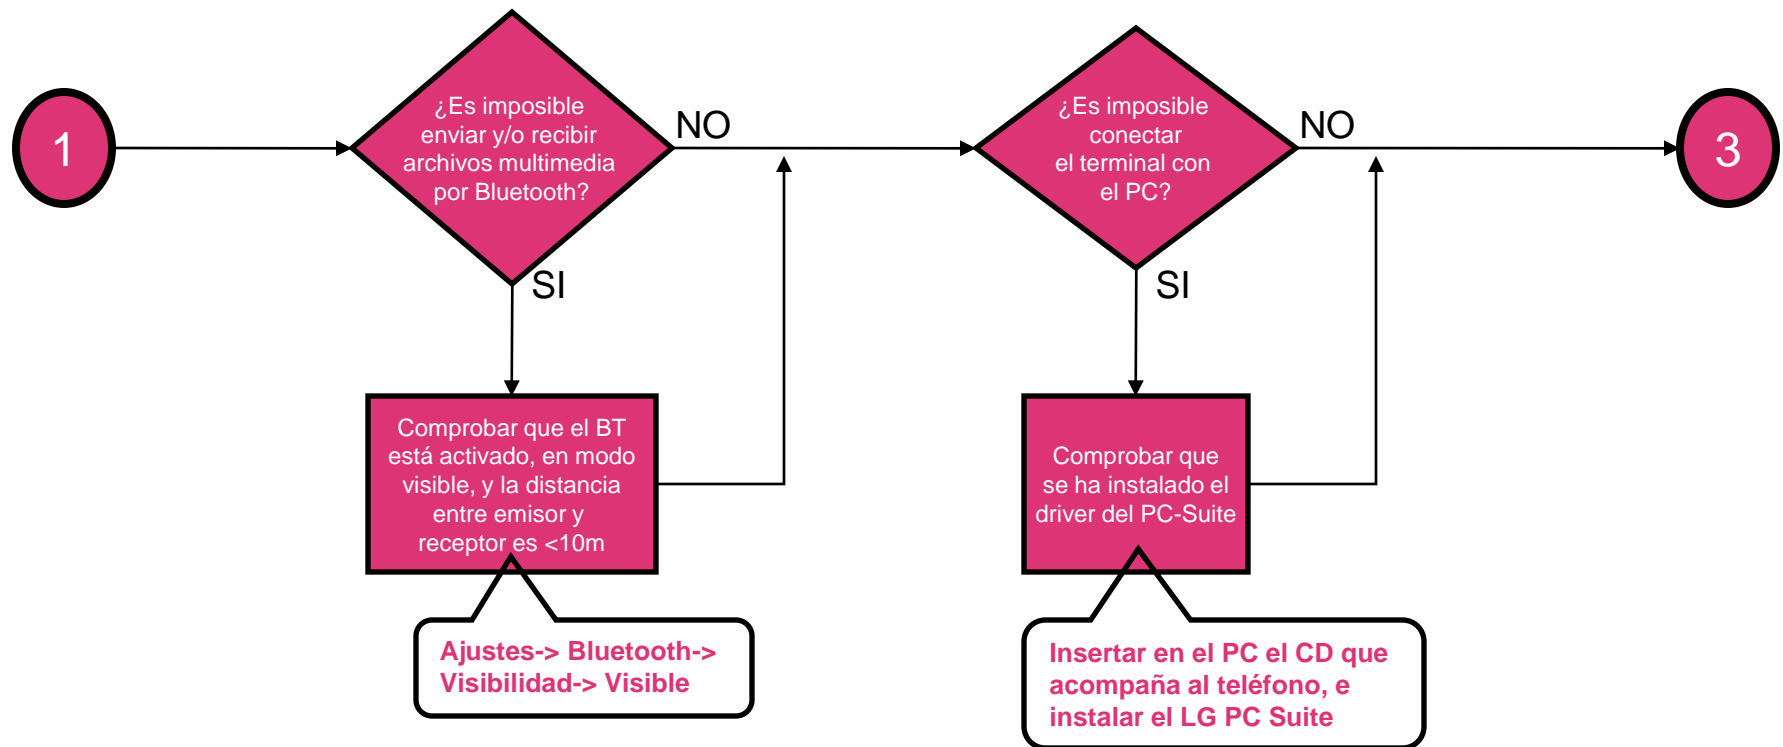 1
¿Es imposible
enviar y/o recibir
archivos multimedia
por Bluetooth?
NO
SI
Comprobar que el BT
está activado, en modo
visible, y la distancia
entre emisor y
receptor es <10m
Ajustes-> Bluetooth->
Visibilidad-> Visible
¿Es imposible
conectar
el terminal con
el PC?
NO
SI
Comprobar que
se ha instalado el
driver del PC-Suite
Insertar en el PC el CD que
acompaña al teléfono, e
instalar el LG PC Suite
3